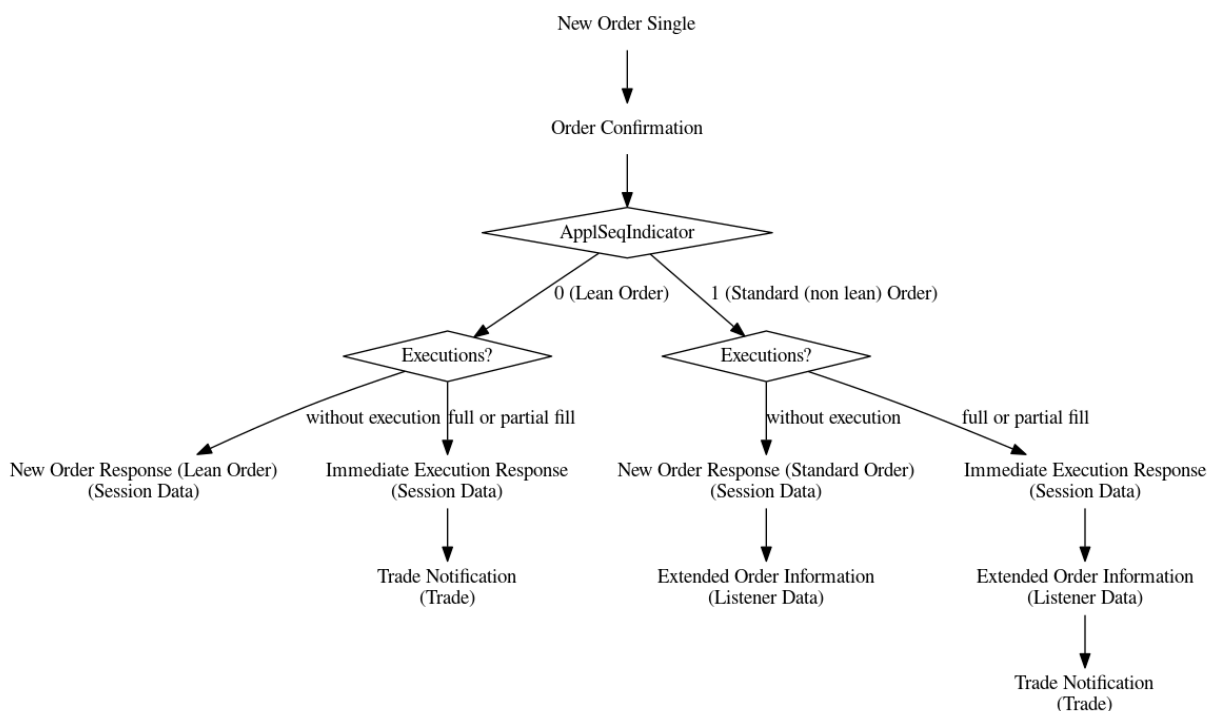 New Order Single
Order Confirmation
ApplSeqIndicator
0 (Lean Order)
1 (Standard (non lean) Order)
Executions?
Executions?
without execution
full or partial fill
without execution
full or partial fill
New Order Response (Lean Order)
(Session Data)
Immediate Execution Response
(Session Data)
New Order Response (Standard Order)
(Session Data)
Immediate Execution Response
(Session Data)
Trade Notification
(Trade)
Extended Order Information
(Listener Data)
Extended Order Information
(Listener Data)
Trade Notification
(Trade)